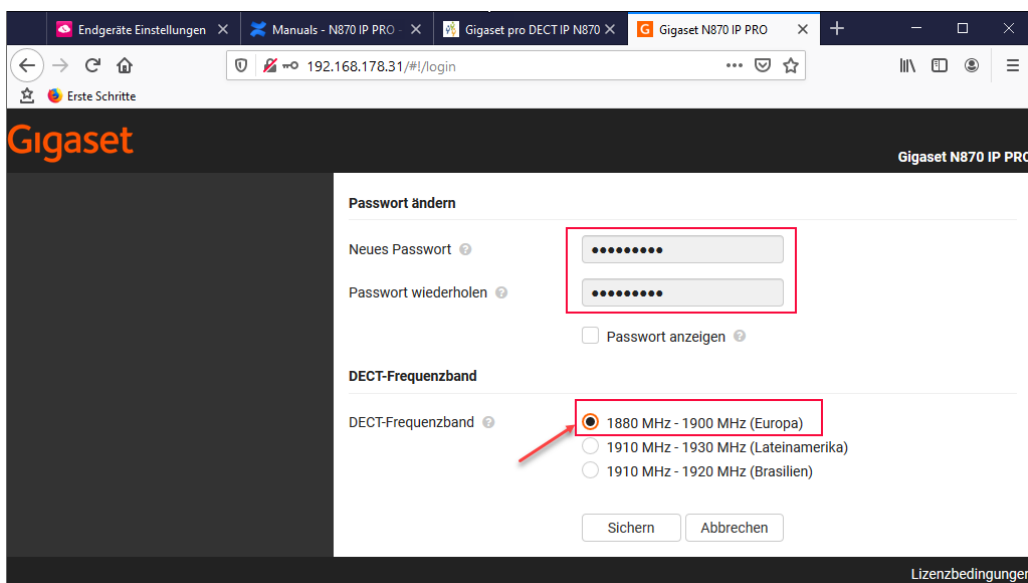 Endgeräte Einstellungen
Manuals - N870 IP PRO -
Gigaset pro DECT IP N870
G Gigaset N870 IP PRO
192.168.178.31/#!/login
Erste Schritte
Gigaset
Gigaset N870 IP PRO
Passwort ändern
Neues Passwort
•••••••••
Passwort wiederholen
•••••••••
Passwort anzeigen
DECT-Frequenzband
DECT-Frequenzband
1880 MHz - 1900 MHz (Europa)
1910 MHz - 1930 MHz (Lateinamerika)
1910 MHz - 1920 MHz (Brasilien)
Sichern Abbrechen
Lizenzbedingungen